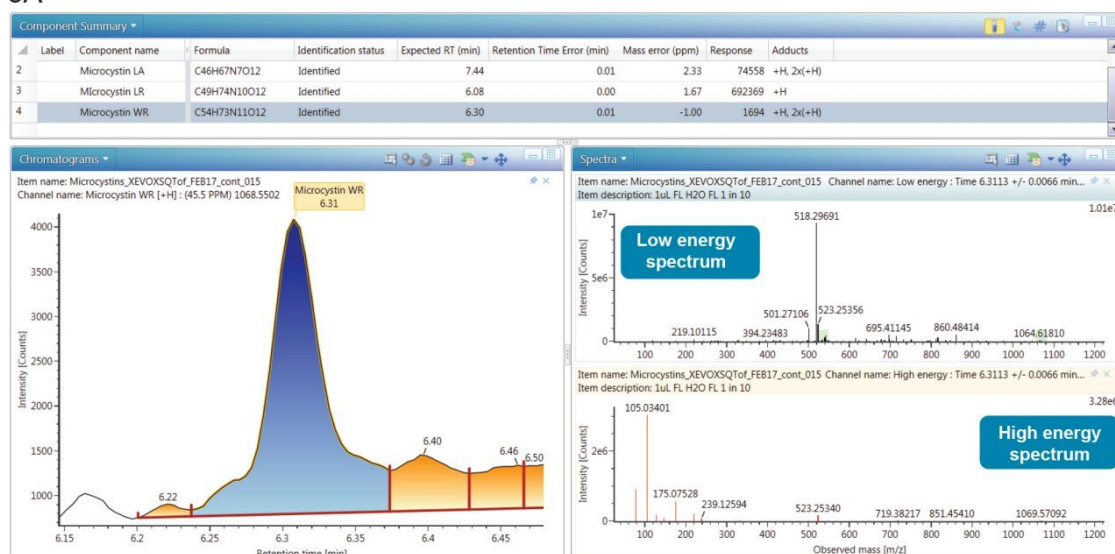 Component Summary
Label Component name Formula Identification status Expected RT (min) Retention Time Error (min) Mass error (ppm) Response Adducts
2 Microcystin LA C46H67N7O12 Identified 7.44 0.01 2.33 74558 +H, 2x(+H)
3 MIcrocystin LR C49H74N10O12 Identified 6.08 0.00 1.67 692369 +H
4 Microcystin WR C54H73N11O12 Identified 6.30 0.01 -1.00 1694 +H, 2x(+H)
Chromatograms
Item name: Microcystins_XEVOXSQTof_FEB17_cont_015
Channel name: Microcystin WR [+H] : (45.5 PPM) 1068.5502
Microcystin WR
6.31
4000
3500
3000
2500
2000
1500
1000
Intensity [Counts]
6.22
6.40
6.46
6.50
6.15 6.2 6.25 6.3 6.35 6.4 6.45
Retention time [min]
Spectra
Item name: Microcystins_XEVOXSQTof_FEB17_cont_015 Channel name: Low energy : Time 6.3113 +/- 0.0066 min...
Item description: 1uL FL H2O FL 1 in 10
1.01e7
1e7
5e6
0
Intensity [Counts]
Low energy
spectrum
518.29691
501.27106
523.25356
219.10115
394.23483
695.41145
860.48414
1064.61810
100 200 300 400 500 600 700 800 900 1000 1100 1200
Item name: Microcystins_XEVOXSQTof_FEB17_cont_015 Channel name: High energy : Time 6.3113 +/- 0.0066 min...
Item description: 1uL FL H2O FL 1 in 10
3.28e6
2e6
0
Intensity [Counts]
High energy
spectrum
105.03401
175.07528
239.12594
523.25340
719.38217
851.45410
1069.57092
100 200 300 400 500 600 700 800 900 1000 1100 1200
Observed mass [m/z]